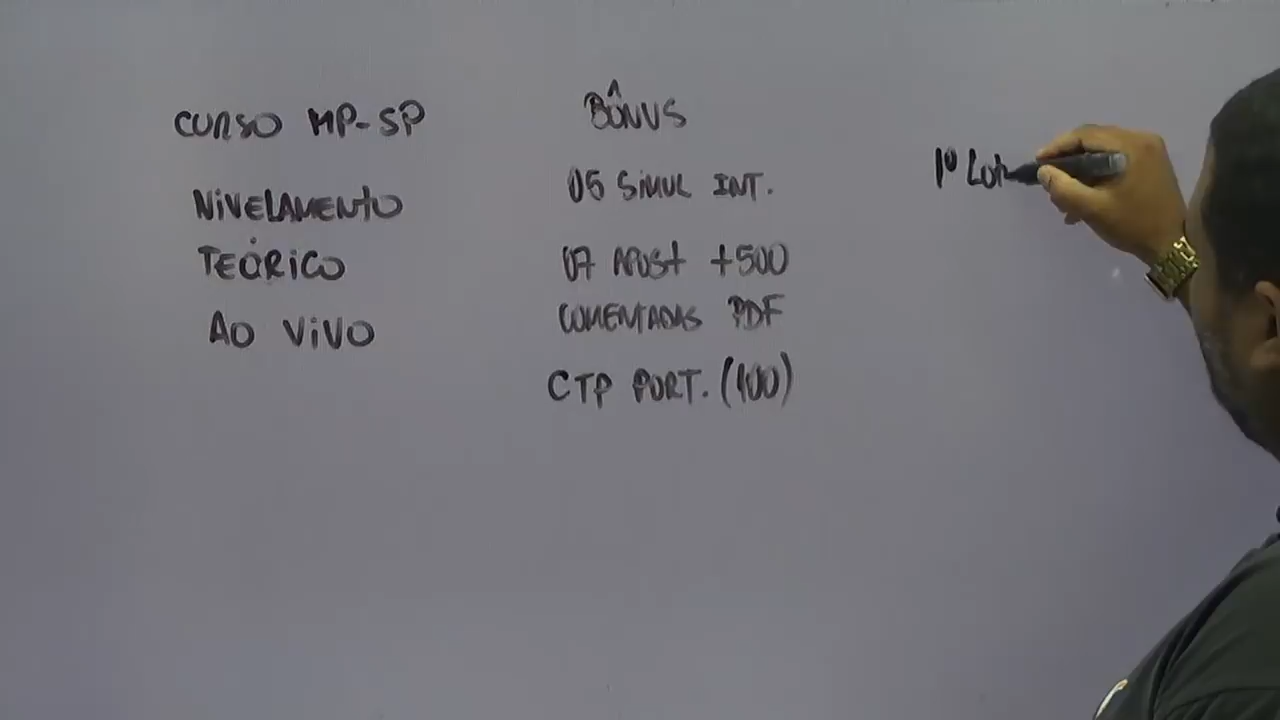 CURSO MP-SP
NIVELAMENTO
TEÓRICO
AO VIVO
BÔNUS
05 SIMUL INT.
07 APOST +500
COMENTADAS PDF
CTP PORT. (400)
1º